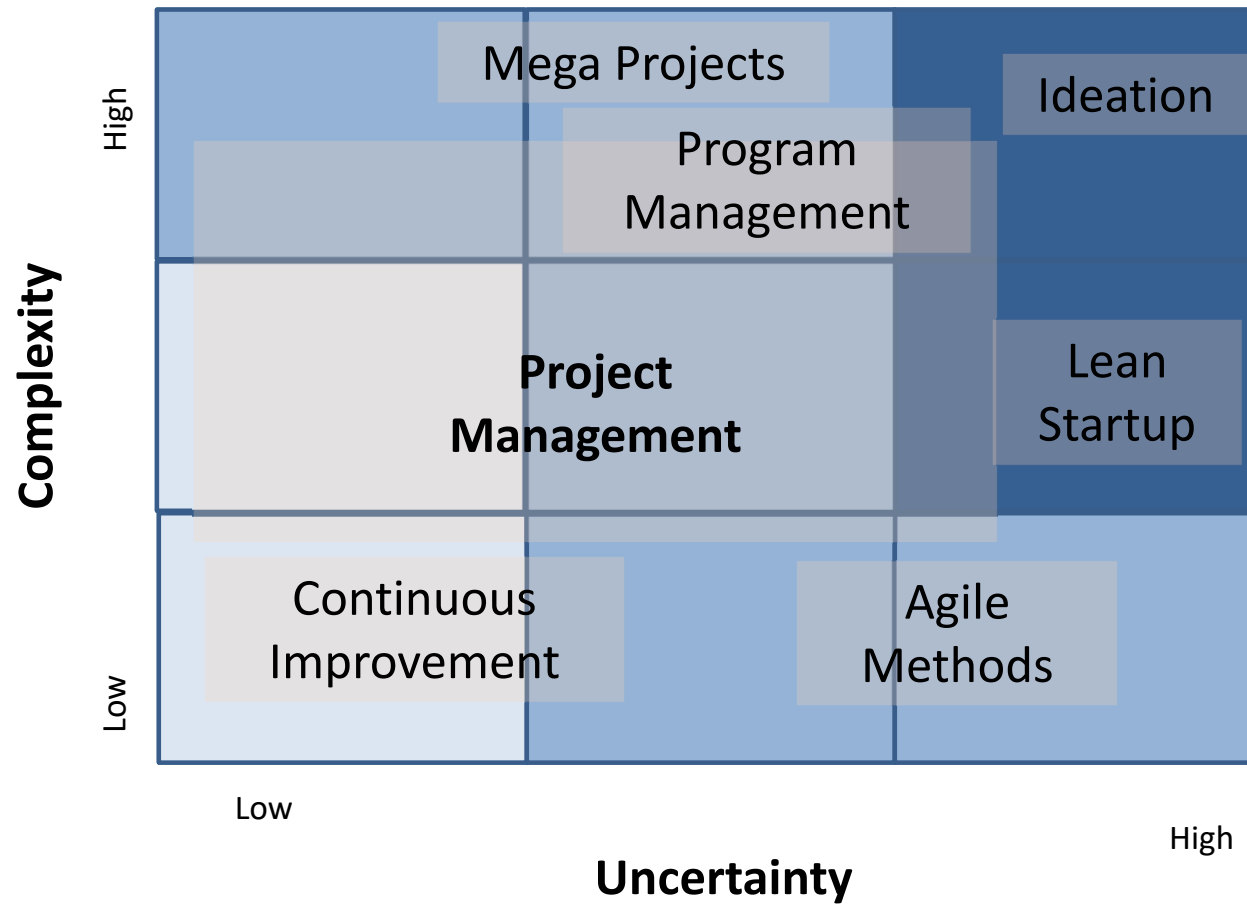 Mega Projects
Ideation
High
Program
Management
Complexity
Project
Management
Lean
Startup
Continuous
Improvement
Agile
Methods
Low
Low
High
Uncertainty